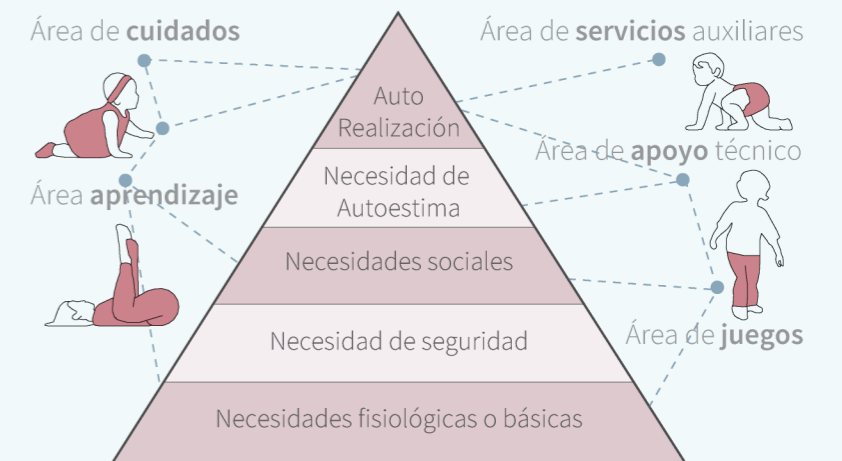 Área de cuidados
Área de servicios auxiliares
Auto
Realización
Área de apoyo técnico
Necesidad de
Autoestima
Área aprendizaje
Necesidades sociales
Necesidad de seguridad
Área de juegos
Necesidades fisiológicas o básicas